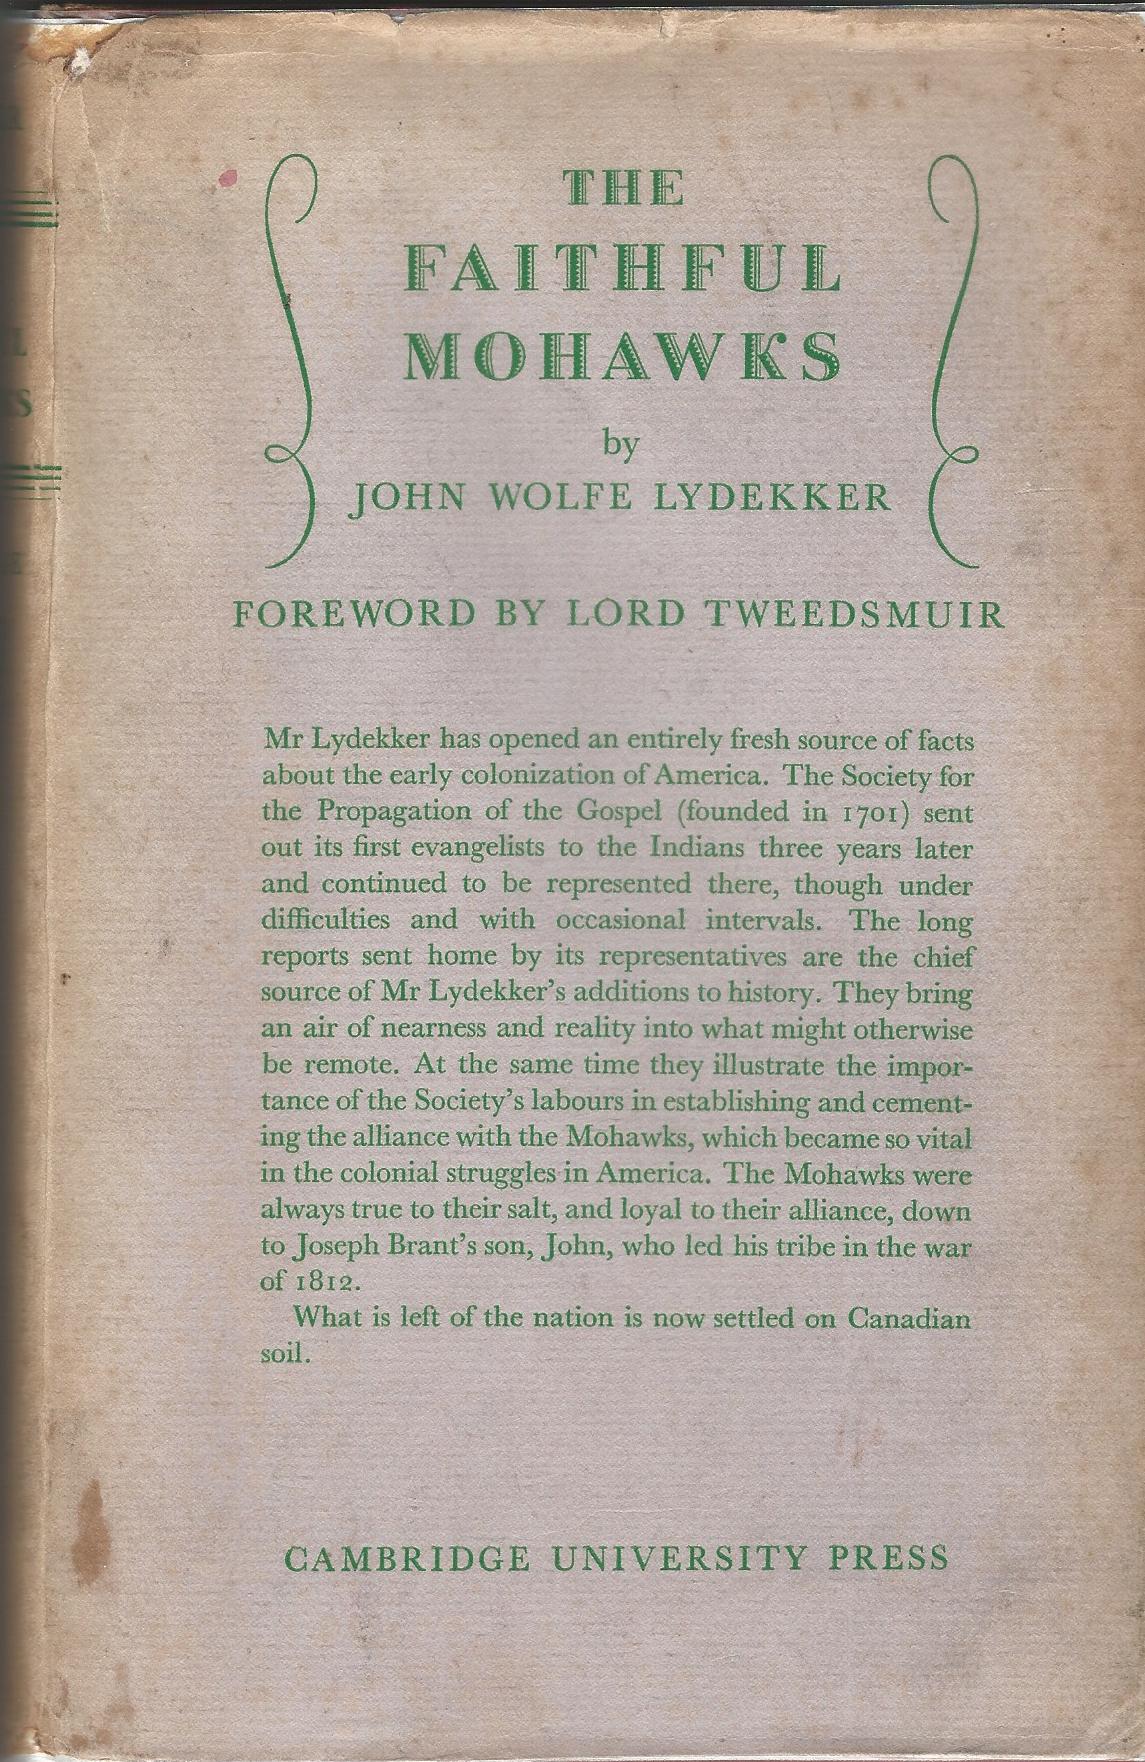 THE
FAITHFUL
MOHAWKS
by
JOHN WOLFE LYDEKKER
FOREWORD BY LORD TWEEDSMUIR
Mr Lydekker has opened an entirely fresh source of facts
about the early colonization of America. The Society for
the Propagation of the Gospel (founded in 1701) sent
out its first evangelists to the Indians three years later
and continued to be represented there, though under
difficulties and with occasional intervals. The long
reports sent home by its representatives are the chief
source of Mr Lydekker's additions to history. They bring
an air of nearness and reality into what might otherwise
be remote. At the same time they illustrate the impor-
tance of the Society's labours in establishing and cement-
ing the alliance with the Mohawks, which became so vital
in the colonial struggles in America. The Mohawks were
always true to their salt, and loyal to their alliance, down
to Joseph Brant's son, John, who led his tribe in the war
of 1812.
What is left of the nation is now settled on Canadian
soil.
CAMBRIDGE UNIVERSITY PRESS